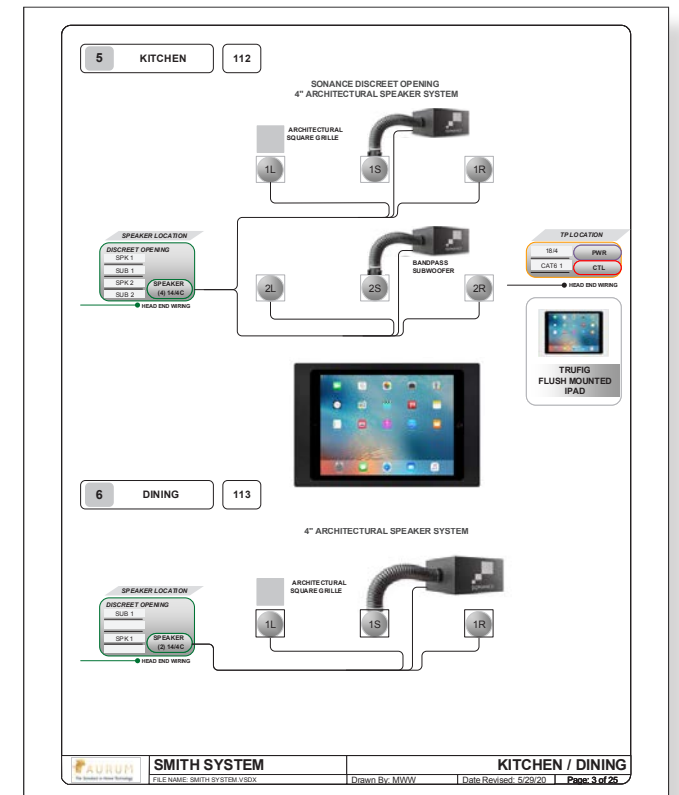 5 KITCHEN 112
SONANCE DISCREET OPENING
4" ARCHITECTURAL SPEAKER SYSTEM
ARCHITECTURAL
SQUARE GRILLE
1L 1S 1R
SPEAKER LOCATION
DISCREET OPENING
SPK 1
SUB 1
SPK 2
SUB 2
SPEAKER
(4) 14/4C
HEAD END WIRING
BANDPASS
SUBWOOFER
2L 2S 2R
TP LOCATION
18/4 PWR
CAT6 1 CTL
HEAD END WIRING
TRUFIG
FLUSH MOUNTED
IPAD
6 DINING 113
4" ARCHITECTURAL SPEAKER SYSTEM
ARCHITECTURAL
SQUARE GRILLE
1L 1S 1R
SPEAKER LOCATION
DISCREET OPENING
SUB 1
SPK 1
SPEAKER
(2) 14/4C
HEAD END WIRING
AURUM
SMITH SYSTEM KITCHEN / DINING
FILE NAME: SMITH SYSTEM.VSDX Drawn By: MWW Date Revised: 5/29/20 Page: 3 of 25